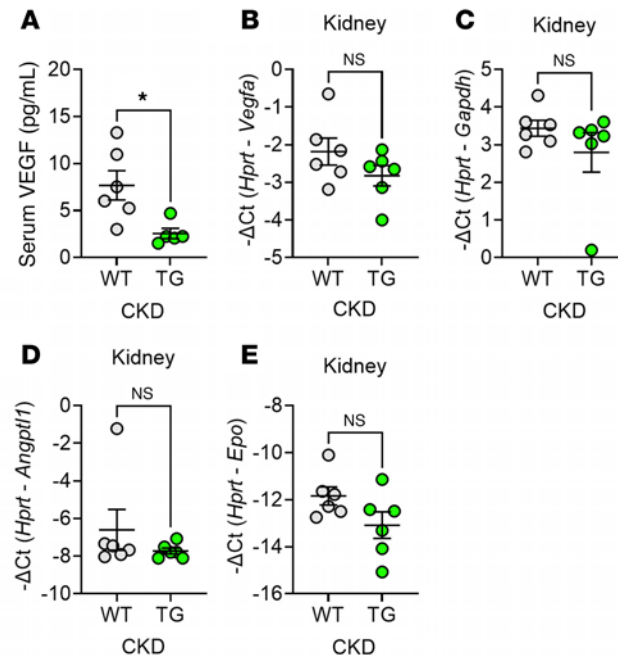 A
Serum VEGF (pg/mL)
20
15
10
5
0
*
WT TG
CKD
B
Kidney
-ΔCt (Hprt - Vegfa)
0
-1
-2
-3
-4
-5
NS
WT TG
CKD
C
Kidney
-ΔCt (Hprt - Gapdh)
5
4
3
2
1
0
NS
WT TG
CKD
D
Kidney
-ΔCt (Hprt - Angptl1)
0
-2
-4
-6
-8
-10
NS
WT TG
CKD
E
Kidney
-ΔCt (Hprt - Epo)
-8
-10
-12
-14
-16
NS
WT TG
CKD